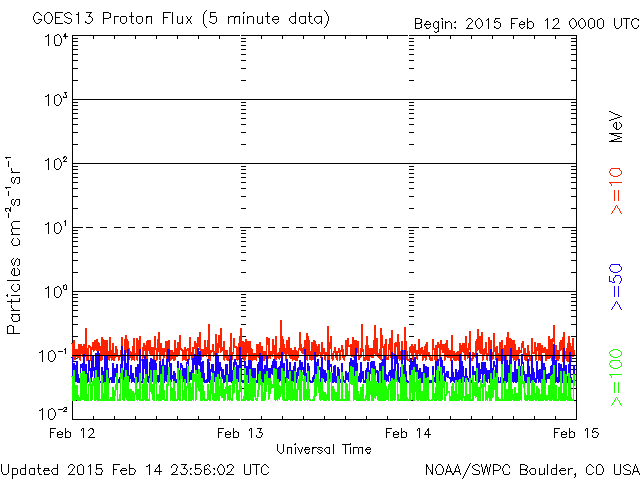 GOES13 Proton Flux (5 minute data)
Begin: 2015 Feb 12 0000 UTC
Particles cm⁻²s⁻¹sr⁻¹
10⁴
10³
10²
10¹
10⁰
10⁻¹
10⁻²
Feb 12
Feb 13
Feb 14
Feb 15
Universal Time
MeV
>=10
>=50
>=100
Updated 2015 Feb 14 23:56:02 UTC
NOAA/SWPC Boulder, CO USA